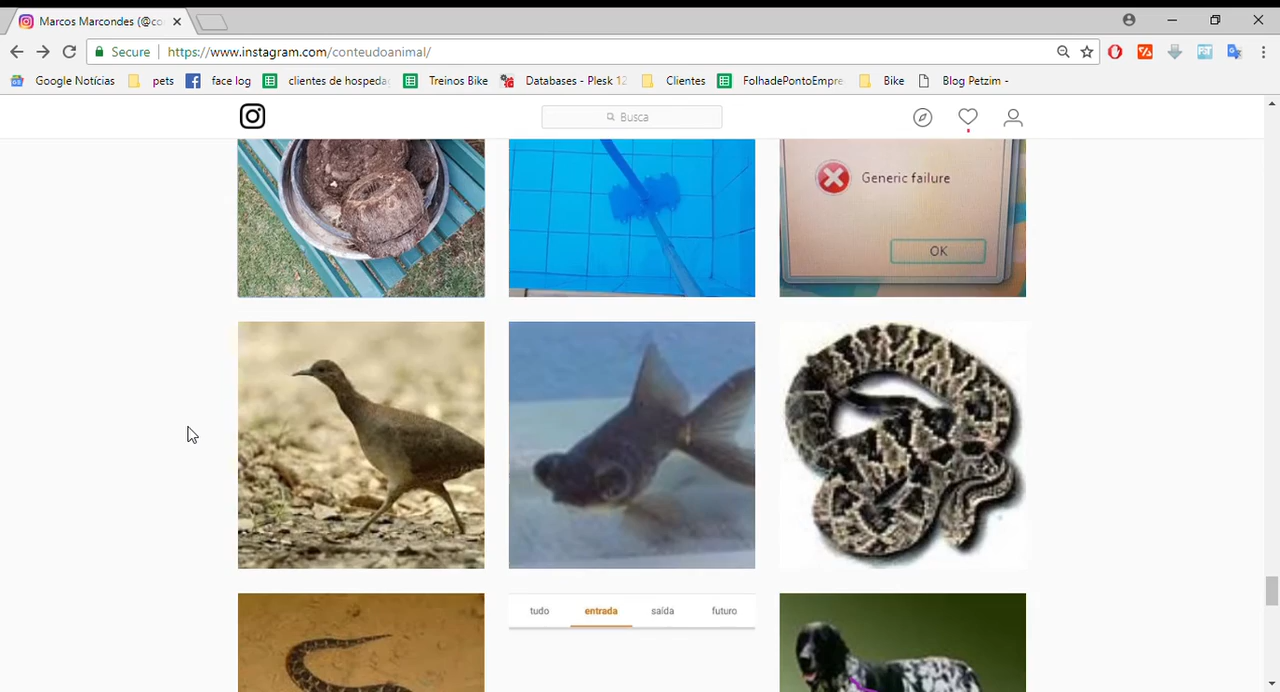 Marcos Marcondes (@co
Secure
https://www.instagram.com/conteudoanimal/
Google Notícias
pets
face log
clientes de hospeda
Treinos Bike
Databases - Plesk 12
Clientes
FolhadePontoEmpre
Bike
Blog Petzim -
Busca
Generic failure
OK
tudo
entrada
saída
futuro